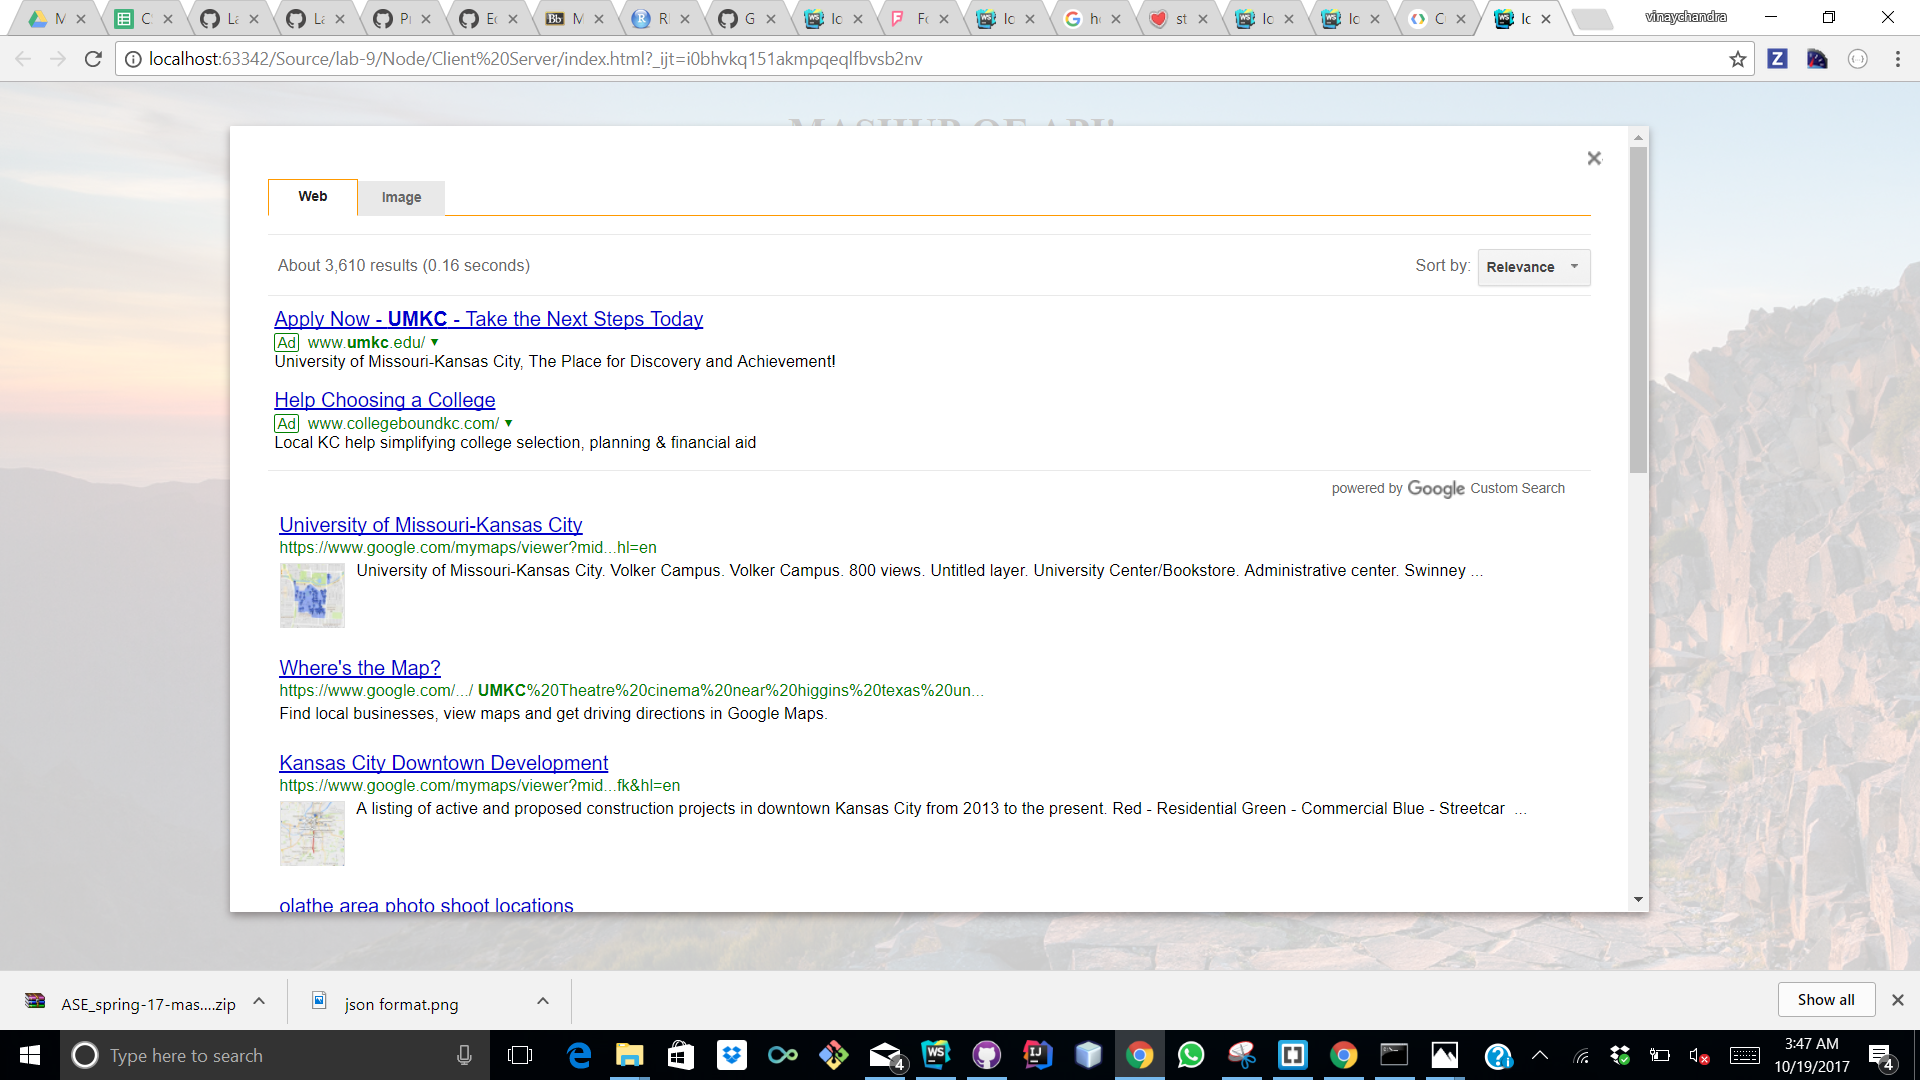 M
C
La
La
Pr
Ec
Bb M
RI
G
Ic
Fo
Ic
he
st
Ic
Ic
C
Ic
vinaychandra
localhost:63342/Source/lab-9/Node/Client%20Server/index.html?_ijt=i0bhvkq151akmpqeqlfbvsb2nv
Z
Web
Image
About 3,610 results (0.16 seconds)
Sort by:
Relevance
Apply Now - UMKC - Take the Next Steps Today
Ad www.umkc.edu/
University of Missouri-Kansas City, The Place for Discovery and Achievement!
Help Choosing a College
Ad www.collegeboundkc.com/
Local KC help simplifying college selection, planning & financial aid
powered by Google Custom Search
University of Missouri-Kansas City
https://www.google.com/mymaps/viewer?mid...hl=en
University of Missouri-Kansas City. Volker Campus. Volker Campus. 800 views. Untitled layer. University Center/Bookstore. Administrative center. Swinney ...
Where's the Map?
https://www.google.com/.../ UMKC%20Theatre%20cinema%20near%20higgins%20texas%20un...
Find local businesses, view maps and get driving directions in Google Maps.
Kansas City Downtown Development
https://www.google.com/mymaps/viewer?mid...fk&hl=en
A listing of active and proposed construction projects in downtown Kansas City from 2013 to the present. Red - Residential Green - Commercial Blue - Streetcar ...
olathe area photo shoot locations
ASE_spring-17-mas....zip
json format.png
Show all
Type here to search
4
WS
IJ
3:47 AM
10/19/2017
4